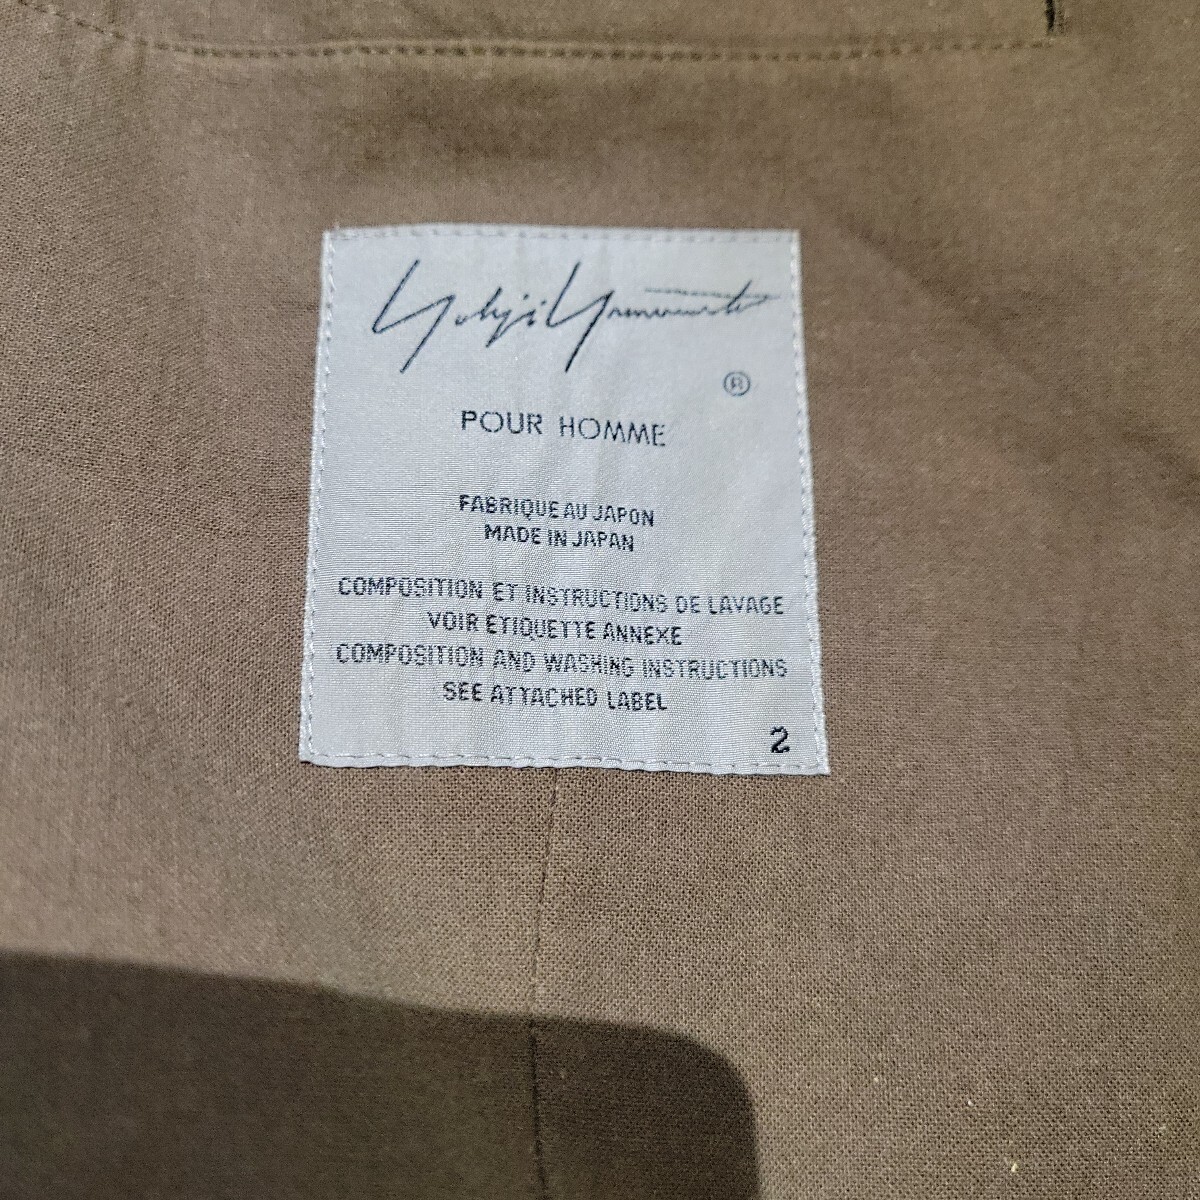 Yohji Yamamoto
®
POUR HOMME
FABRIQUE AU JAPON
MADE IN JAPAN
COMPOSITION ET INSTRUCTIONS DE LAVAGE
VOIR ETIQUETTE ANNEXE
COMPOSITION AND WASHING INSTRUCTIONS
SEE ATTACHED LABEL
2